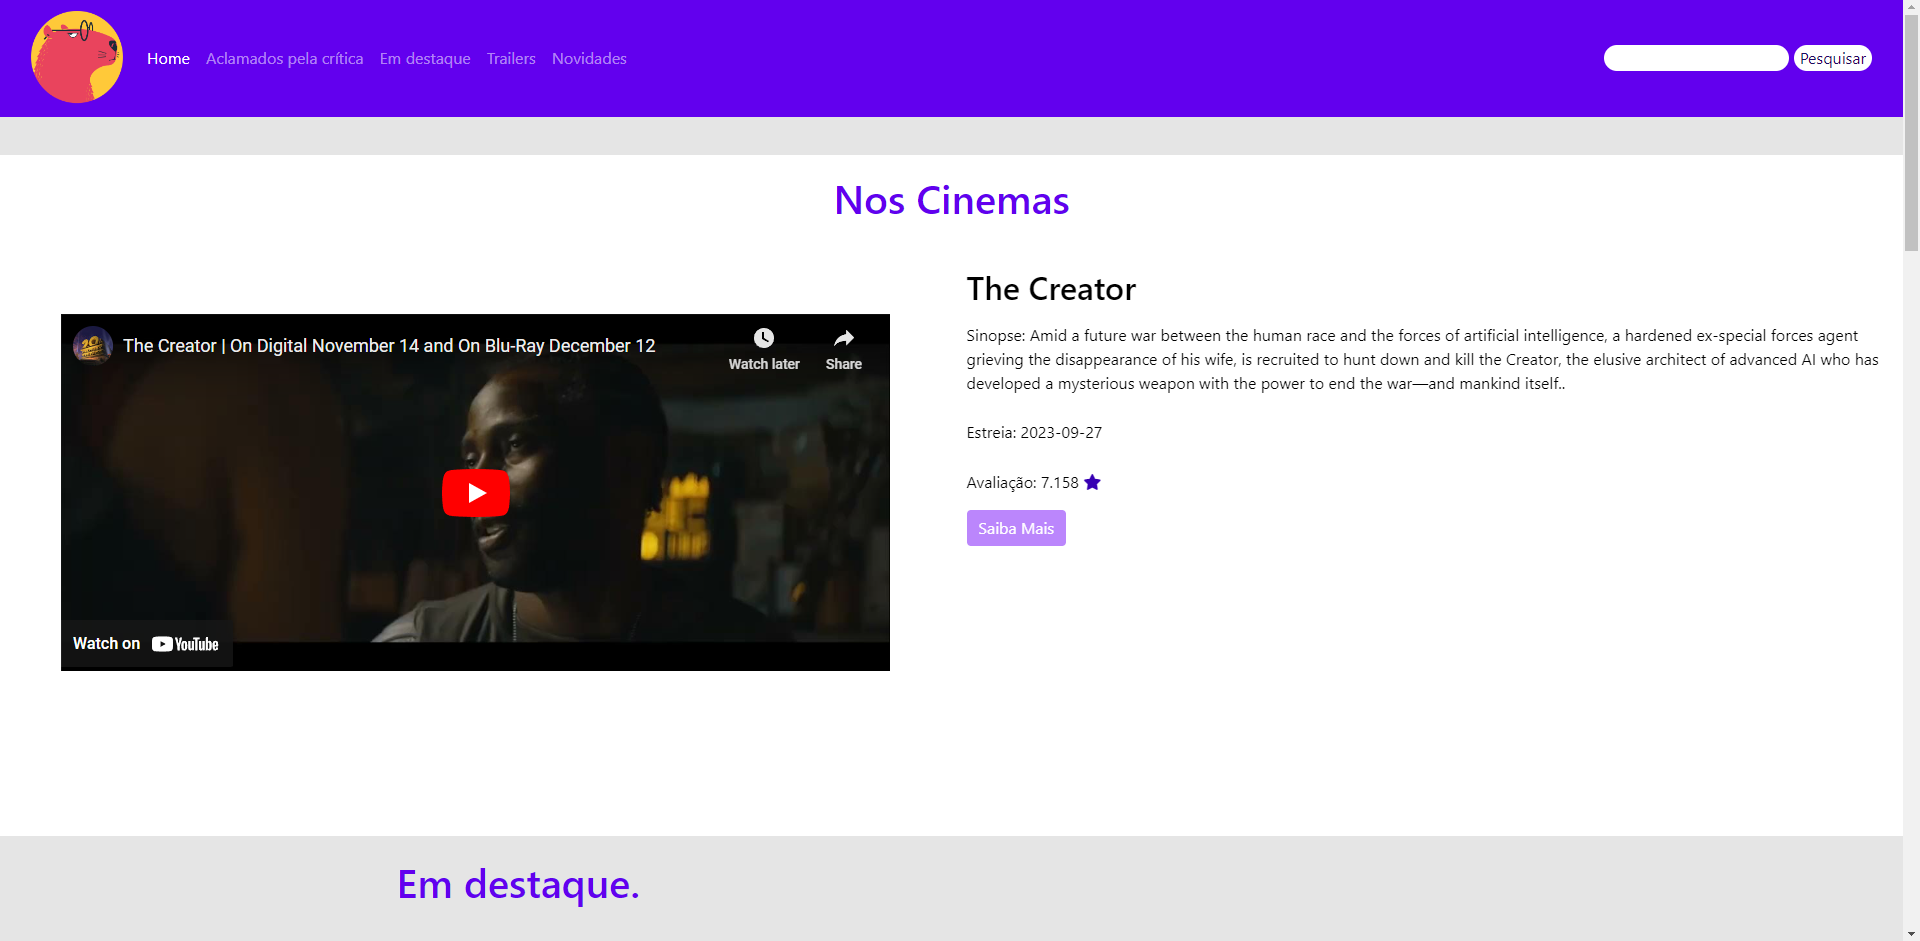 Home Aclamados pela crítica Em destaque Trailers Novidades Pesquisar
Nos Cinemas
The Creator | On Digital November 14 and On Blu-Ray December 12
Watch later Share
Watch on YouTube
The Creator
Sinopse: Amid a future war between the human race and the forces of artificial intelligence, a hardened ex-special forces agent
grieving the disappearance of his wife, is recruited to hunt down and kill the Creator, the elusive architect of advanced AI who has
developed a mysterious weapon with the power to end the war—and mankind itself..
Estreia: 2023-09-27
Avaliação: 7.158
Saiba Mais
Em destaque.